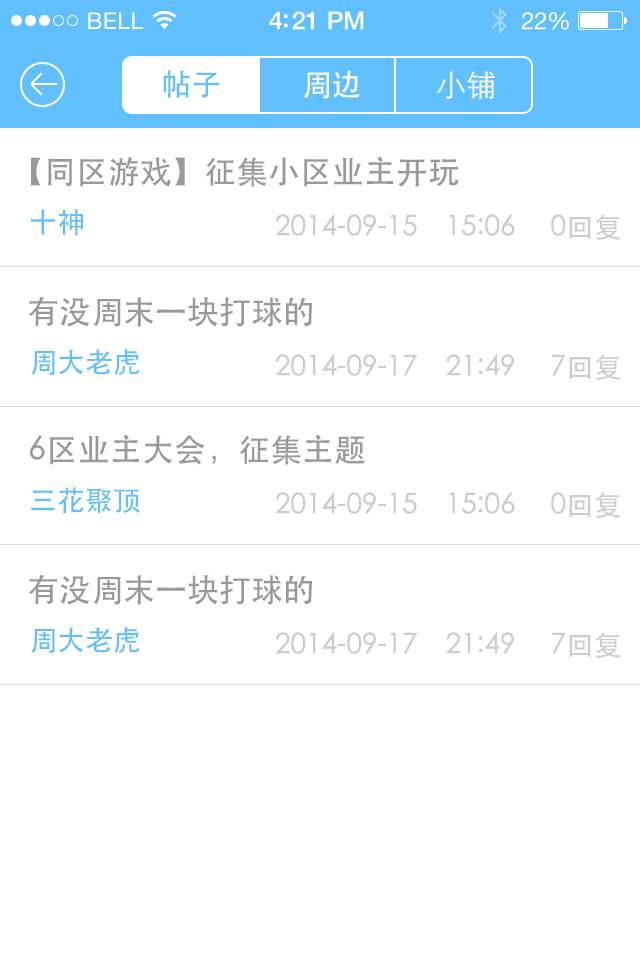 BELL 4:21 PM 22%
帖子 周边 小铺
【同区游戏】征集小区业主开玩
十神 2014-09-15 15:06 0回复
有没周末一块打球的
周大老虎 2014-09-17 21:49 7回复
6区业主大会，征集主题
三花聚顶 2014-09-15 15:06 0回复
有没周末一块打球的
周大老虎 2014-09-17 21:49 7回复